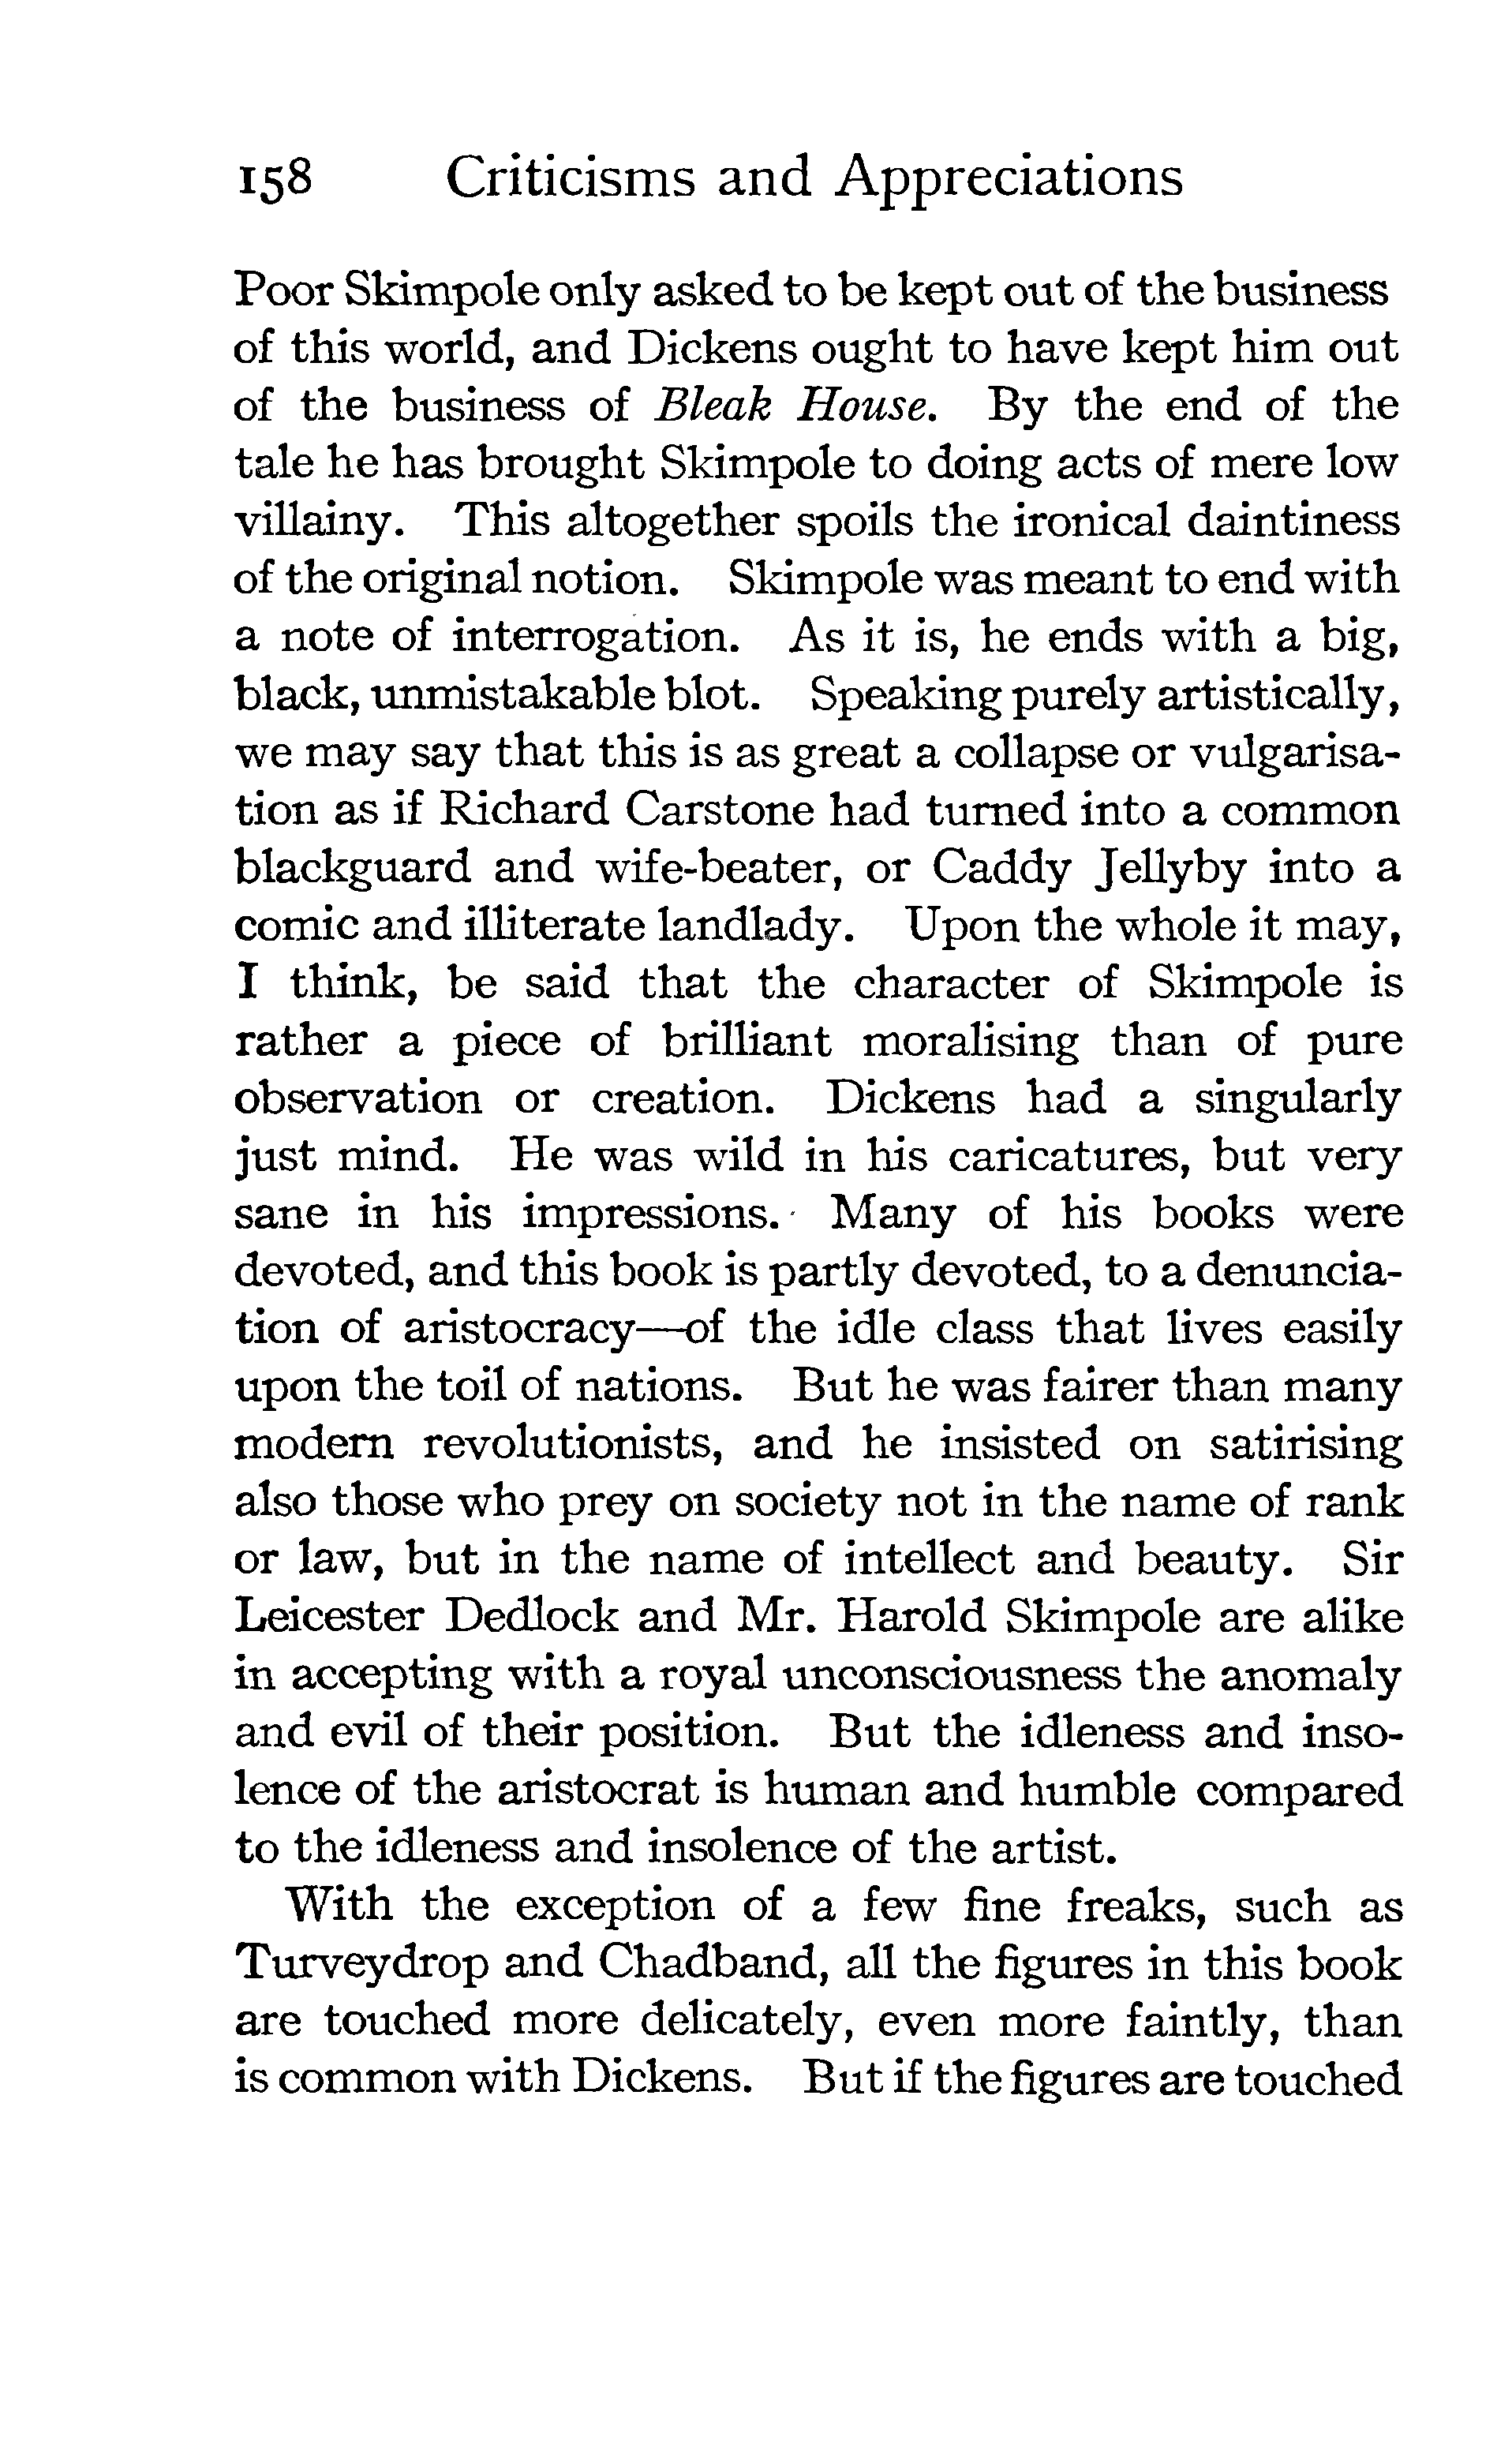 158 Criticisms and Appreciations
Poor Skimpole only asked to be kept out of the business
of this world, and Dickens ought to have kept him out
of the business of Bleak House. By the end of the
tale he has brought Skimpole to doing acts of mere low
villainy. This altogether spoils the ironical daintiness
of the original notion. Skimpole was meant to end with
a note of interrogation. As it is, he ends with a big,
black, unmistakable blot. Speaking purely artistically,
we may say that this is as great a collapse or vulgarisa-
tion as if Richard Carstone had turned into a common
blackguard and wife-beater, or Caddy Jellyby into a
comic and illiterate landlady. Upon the whole it may,
I think, be said that the character of Skimpole is
rather a piece of brilliant moralising than of pure
observation or creation. Dickens had a singularly
just mind. He was wild in his caricatures, but very
sane in his impressions. Many of his books were
devoted, and this book is partly devoted, to a denuncia-
tion of aristocracy—of the idle class that lives easily
upon the toil of nations. But he was fairer than many
modern revolutionists, and he insisted on satirising
also those who prey on society not in the name of rank
or law, but in the name of intellect and beauty. Sir
Leicester Dedlock and Mr. Harold Skimpole are alike
in accepting with a royal unconsciousness the anomaly
and evil of their position. But the idleness and inso-
lence of the aristocrat is human and humble compared
to the idleness and insolence of the artist.
With the exception of a few fine freaks, such as
Turveydrop and Chadband, all the figures in this book
are touched more delicately, even more faintly, than
is common with Dickens. But if the figures are touched